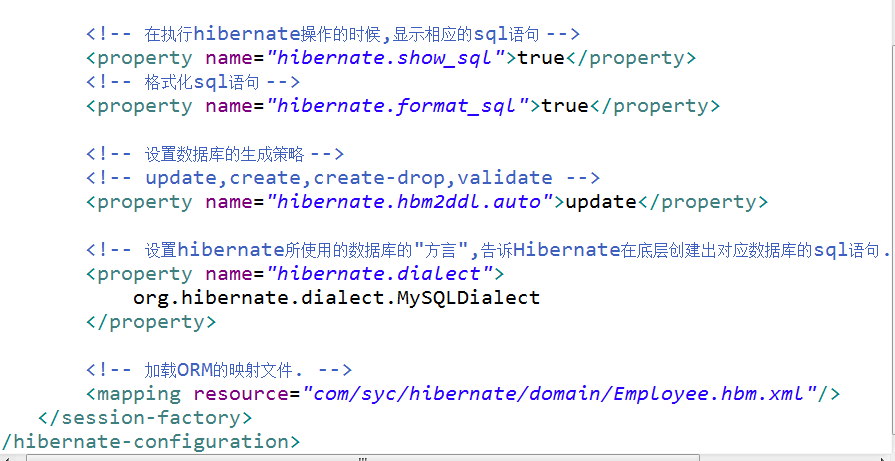 <!-- 在执行hibernate操作的时候,显示相应的sql语句 -->
<property name="hibernate.show_sql">true</property>
<!-- 格式化sql语句 -->
<property name="hibernate.format_sql">true</property>
<!-- 设置数据库的生成策略 -->
<!-- update,create,create-drop,validate -->
<property name="hibernate.hbm2ddl.auto">update</property>
<!-- 设置hibernate所使用的数据库的"方言",告诉Hibernate在底层创建出对应数据库的sql语句.
<property name="hibernate.dialect">
org.hibernate.dialect.MySQLDialect
</property>
<!-- 加载ORM的映射文件. -->
<mapping resource="com/syc/hibernate/domain/Employee.hbm.xml"/>
</session-factory>
/hibernate-configuration>